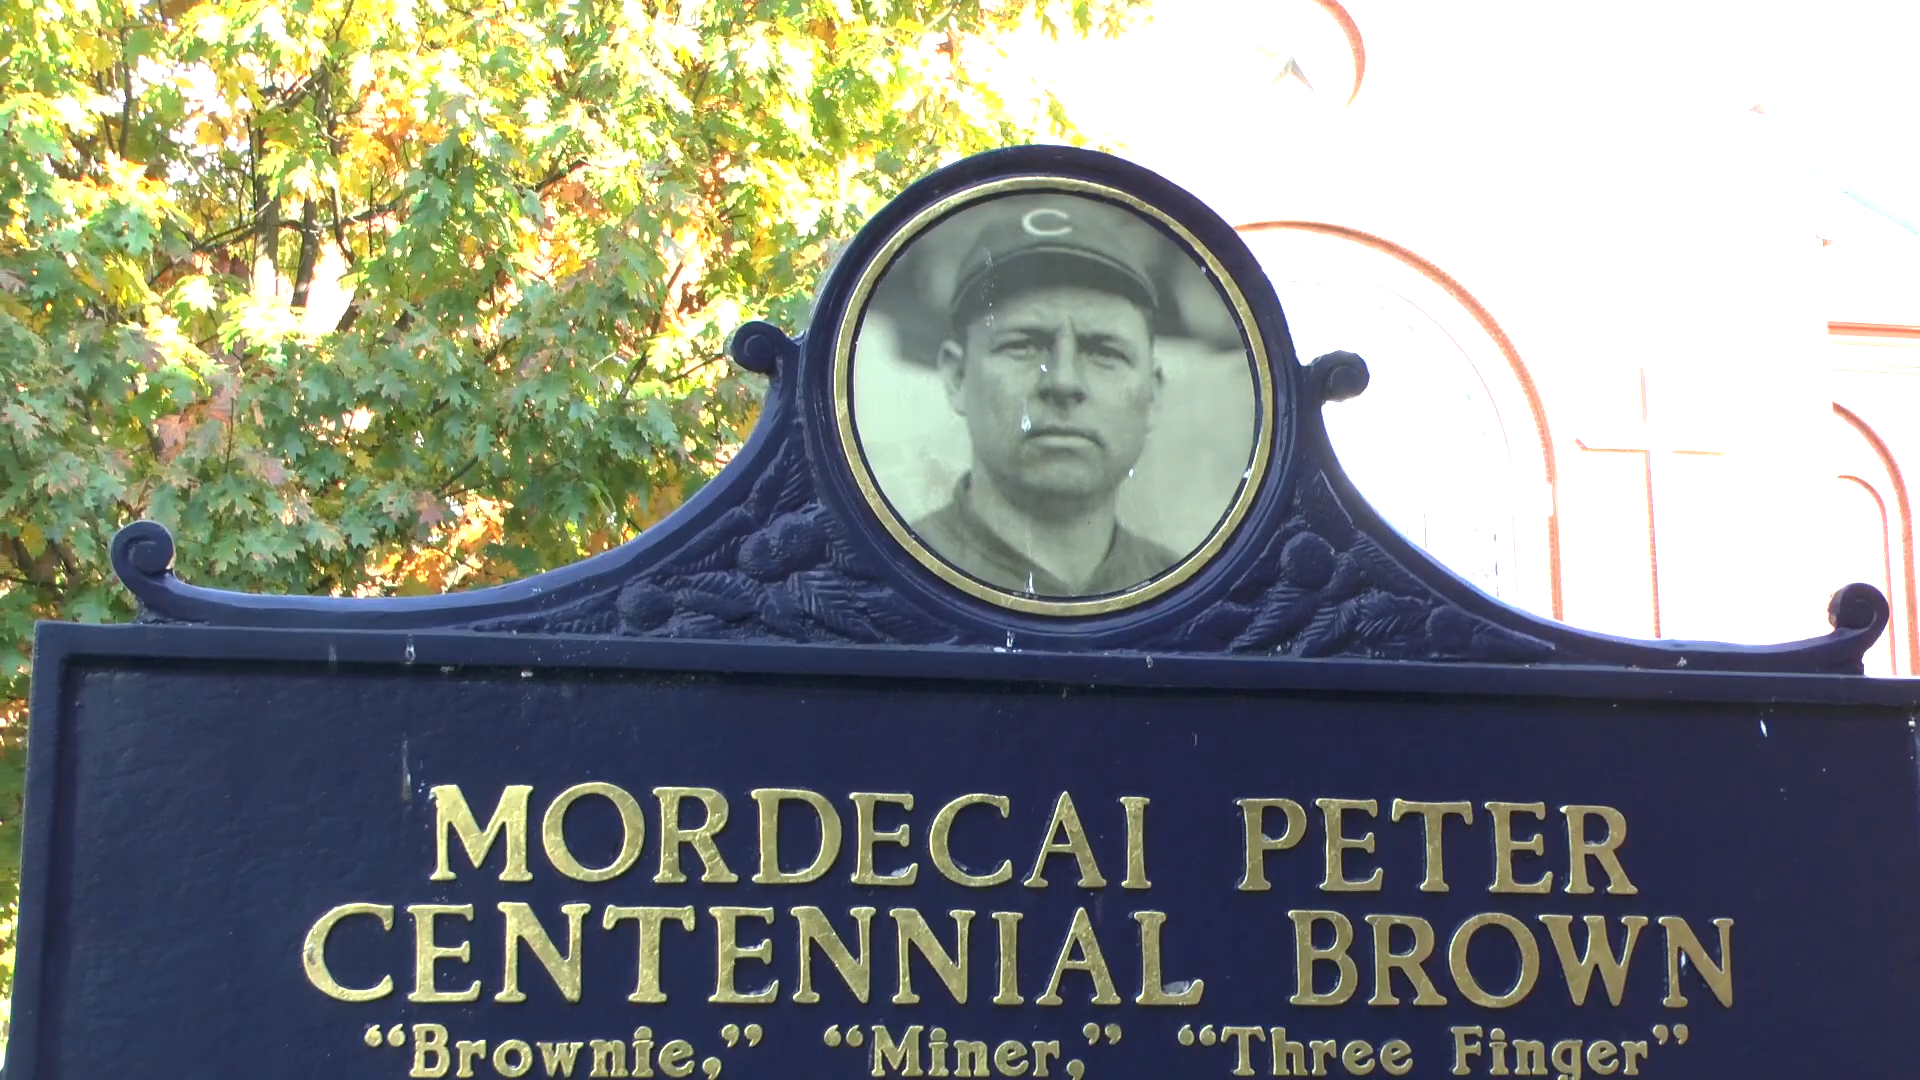 C
MORDECAI PETER
CENTENNIAL BROWN
“Brownie,” “Miner,” “Three Finger”